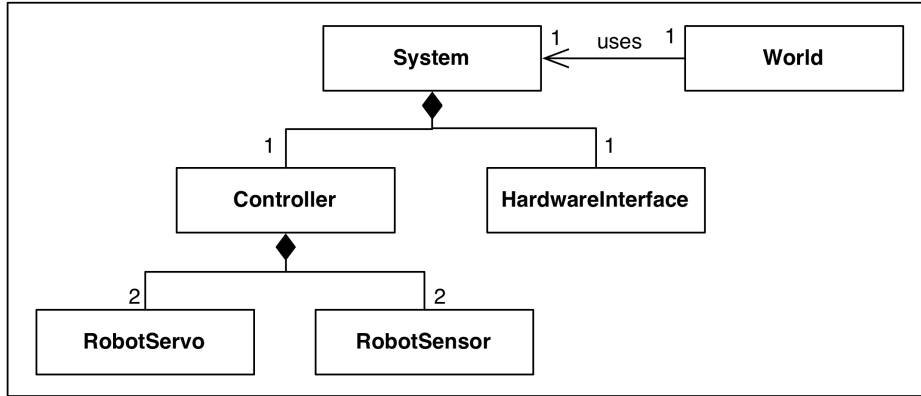 System
1
uses
1
World
1
1
Controller
HardwareInterface
2
2
RobotServo
RobotSensor